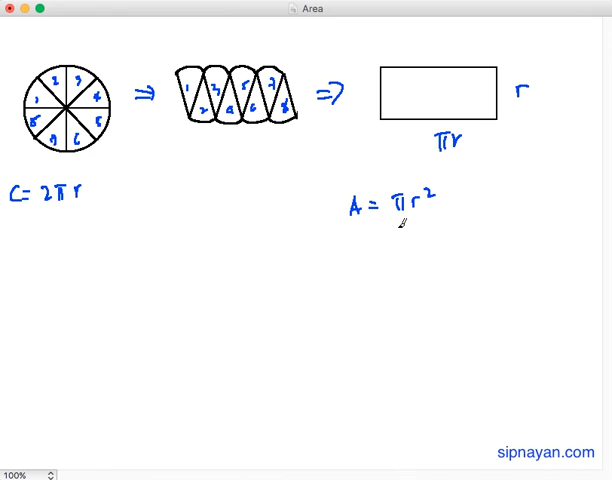 Area
2 3
1 4
8 5
7 6
⇒
1 3 5 7
2 4 6 8
⇒
r
πr
C = 2πr
A = πr²
sipnayan.com
100%